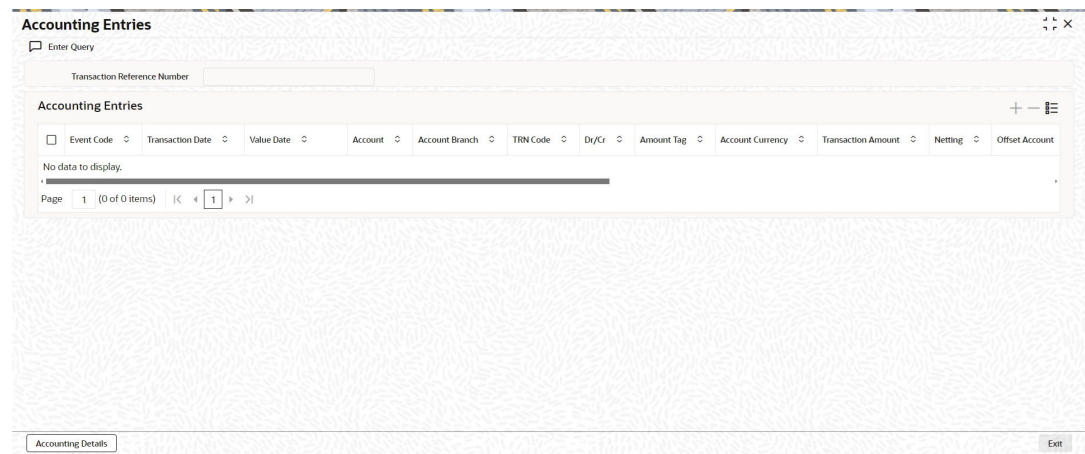 Accounting Entries
Enter Query
Transaction Reference Number
Accounting Entries
Event Code Transaction Date Value Date Account Account Branch TRN Code Dr/Cr Amount Tag Account Currency Transaction Amount Netting Offset Account
No data to display.
Page 1 (0 of 0 items) 1
Accounting Details Exit